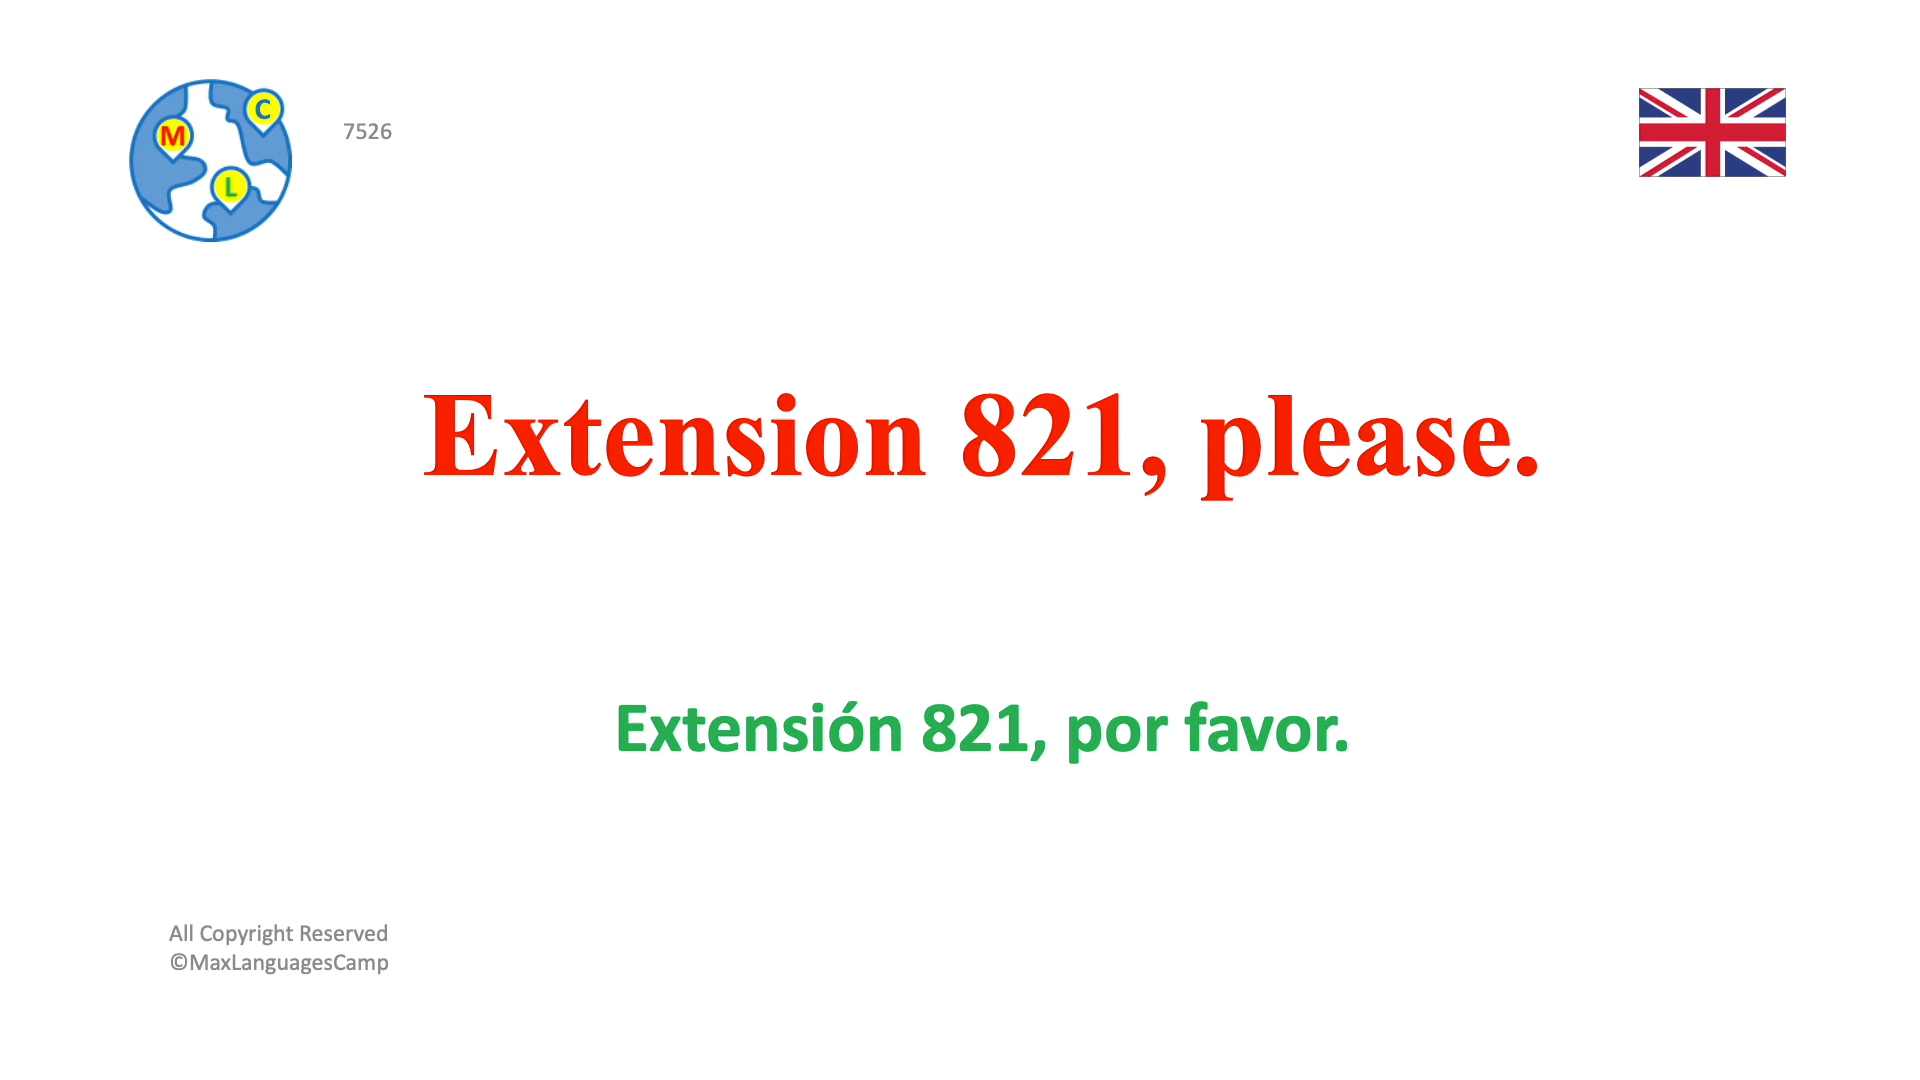 M
C
L
7526
Extension 821, please.
Extensión 821, por favor.
All Copyright Reserved
©MaxLanguagesCamp